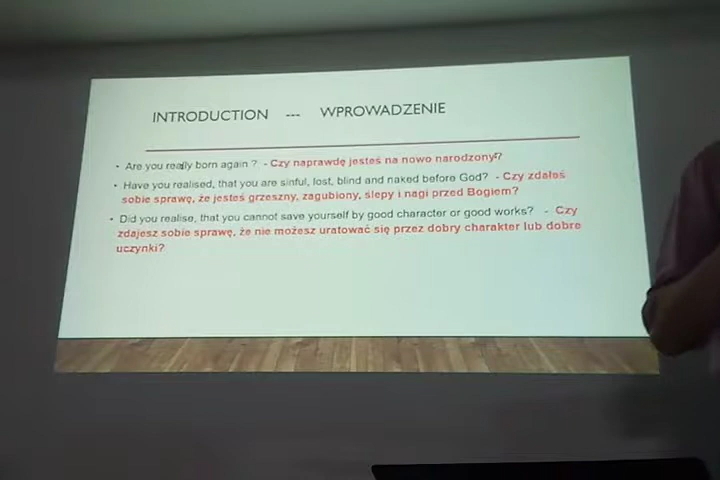 INTRODUCTION --- WPROWADZENIE
• Are you really born again ? - Czy naprawdę jesteś na nowo narodzony?
• Have you realised, that you are sinful, lost, blind and naked before God? - Czy zdałeś
sobie sprawę, że jesteś grzeszny, zagubiony, ślepy i nagi przed Bogiem?
• Did you realise, that you cannot save yourself by good character or good works? - Czy
zdajesz sobie sprawę, że nie możesz uratować się przez dobry charakter lub dobre
uczynki?